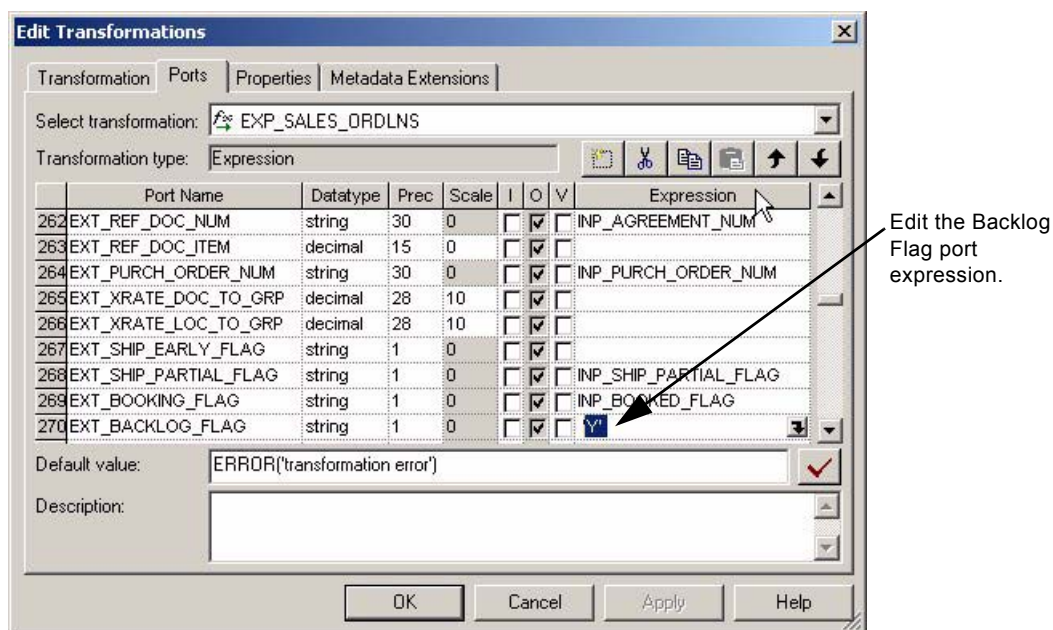 Edit Transformations
Transformation Ports Properties Metadata Extensions
Select transformation: fx EXP_SALES_ORDLNS
Transformation type: Expression
Port Name Datatype Prec Scale I O V Expression
262 EXT_REF_DOC_NUM string 30 0 INP_AGREEMENT_NUM
263 EXT_REF_DOC_ITEM decimal 15 0
264 EXT_PURCH_ORDER_NUM string 30 0 INP_PURCH_ORDER_NUM
265 EXT_XRATE_DOC_TO_GRP decimal 28 10
266 EXT_XRATE_LOC_TO_GRP decimal 28 10
267 EXT_SHIP_EARLY_FLAG string 1 0
268 EXT_SHIP_PARTIAL_FLAG string 1 0 INP_SHIP_PARTIAL_FLAG
269 EXT_BOOKING_FLAG string 1 0 INP_BOOKED_FLAG
270 EXT_BACKLOG_FLAG string 1 0 'Y'
Default value: ERROR('transformation error')
Description:
OK Cancel Apply Help
Edit the Backlog
Flag port
expression.